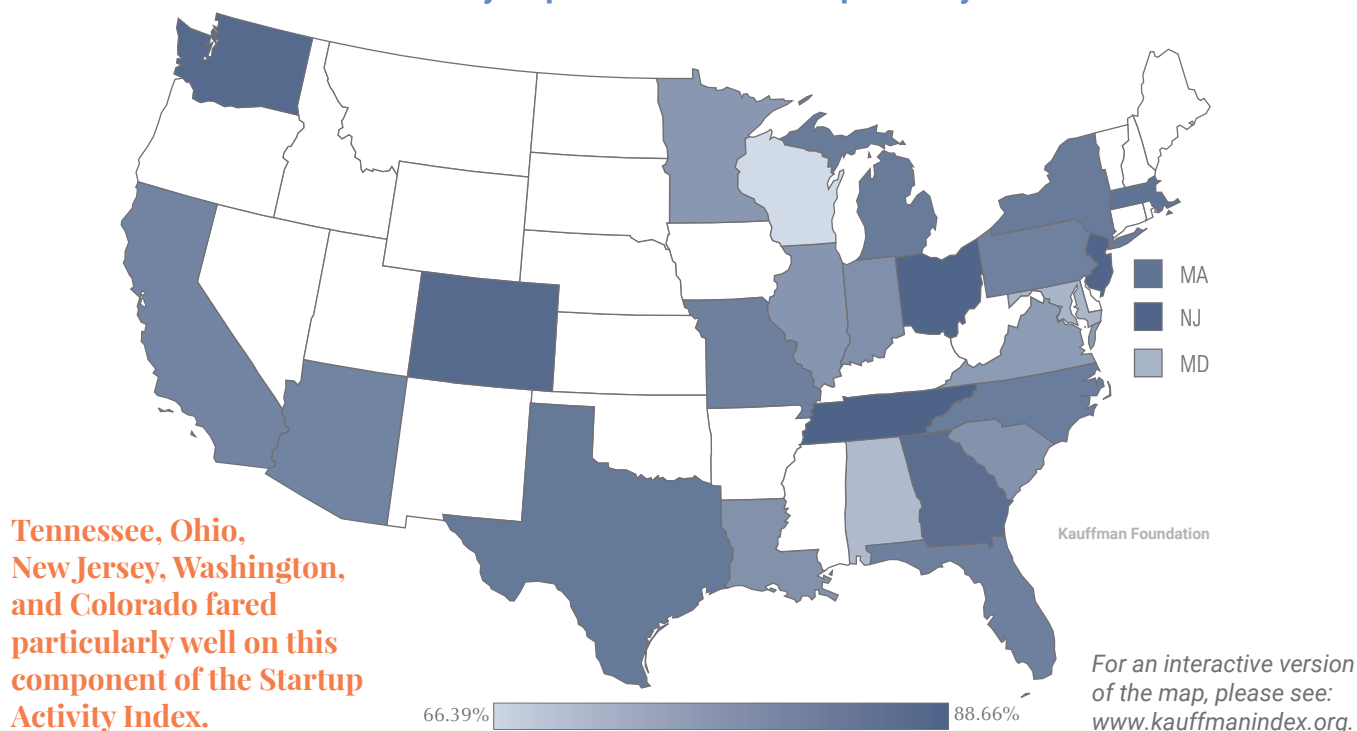 MA
NJ
MD
Tennessee, Ohio,
New Jersey, Washington,
and Colorado fared
particularly well on this
component of the Startup
Activity Index.
Kauffman Foundation
For an interactive version
of the map, please see:
www.kauffmanindex.org.
66.39%
88.66%